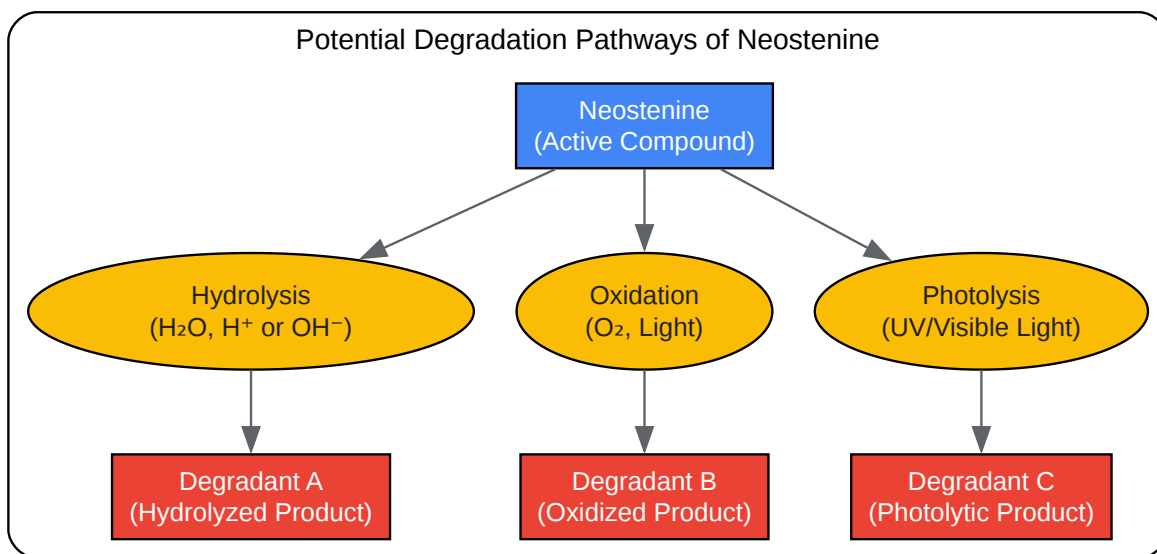 Potential Degradation Pathways of Neostenine
Neostenine
(Active Compound)
Hydrolysis
(H₂O, H⁺ or OH⁻)
Oxidation
(O₂, Light)
Photolysis
(UV/Visible Light)
Degradant A
(Hydrolyzed Product)
Degradant B
(Oxidized Product)
Degradant C
(Photolytic Product)